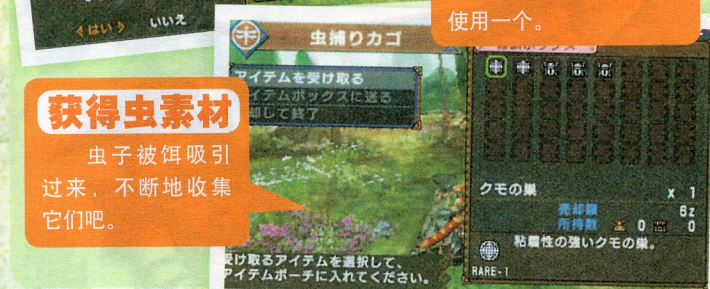 はい いいえ
使用一个。
虫捕りカゴ
アイテムを受け取る
イテムボックスに送る
却して終了
获得虫素材
虫子被饵吸引
过来，不断地收集
它们吧。
クモの巣 x 1
売却額 6z
所持数 0 0
粘着性の強いクモの巣。
RARE-1
受け取るアイテムを選択して、
アイテムポーチに入れてください。